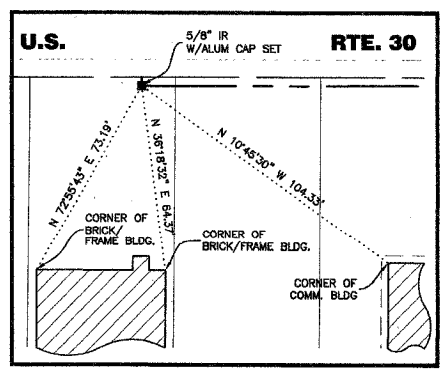 U.S.
5/8" IR
W/ALUM CAP SET
RTE. 30
N 72°55'43" E 73.19'
N 36°18'32" E 64.37'
N 10°45'30" W 104.33'
CORNER OF
BRICK/
FRAME BLDG.
CORNER OF
BRICK/FRAME BLDG.
CORNER OF
COMM. BLDG